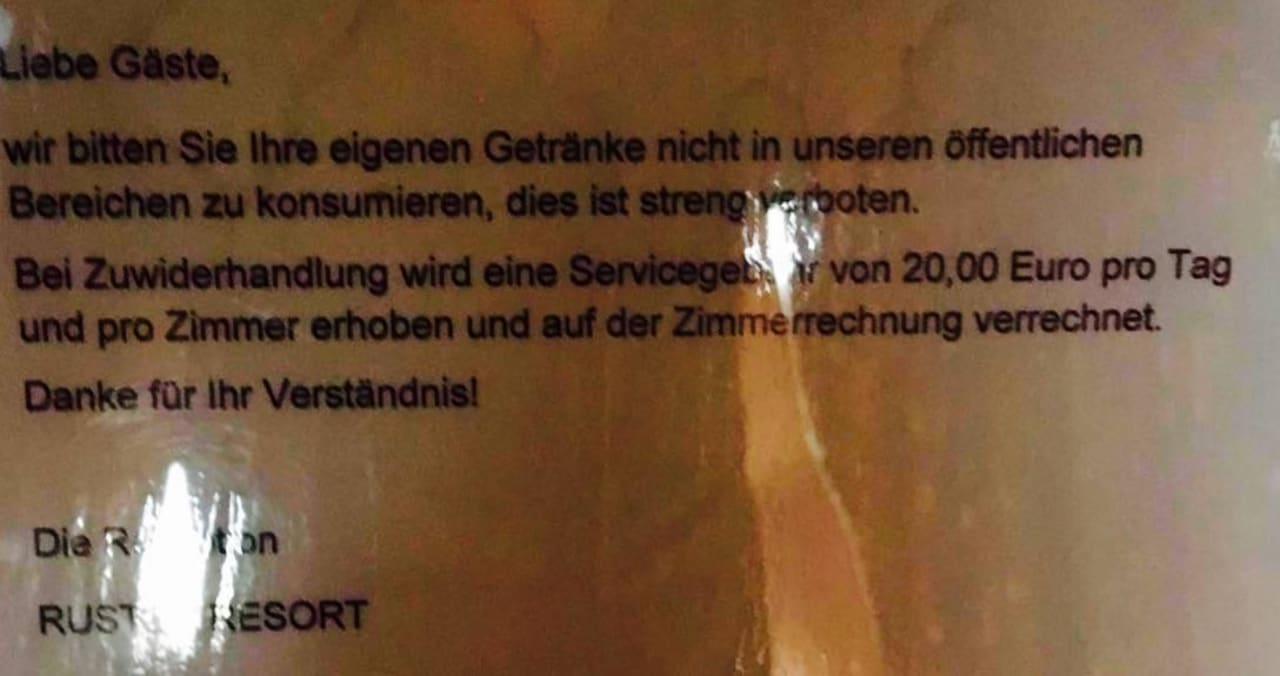 Liebe Gäste,
wir bitten Sie Ihre eigenen Getränke nicht in unseren öffentlichen
Bereichen zu konsumieren, dies ist streng verboten.
Bei Zuwiderhandlung wird eine Servicegebühr von 20,00 Euro pro Tag
und pro Zimmer erhoben und auf der Zimmerrechnung verrechnet.
Danke für Ihr Verständnis!
Die Rezeption
RESORT